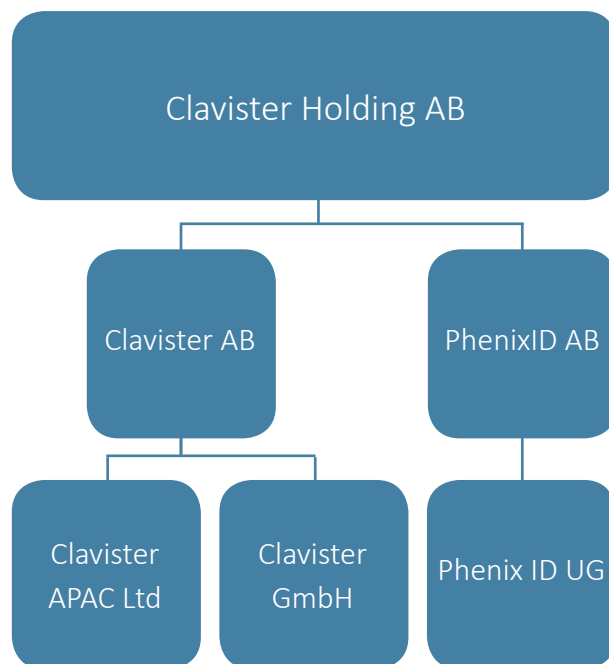 Clavister Holding AB
Clavister AB
PhenixID AB
Clavister
APAC Ltd
Clavister
GmbH
Phenix ID UG